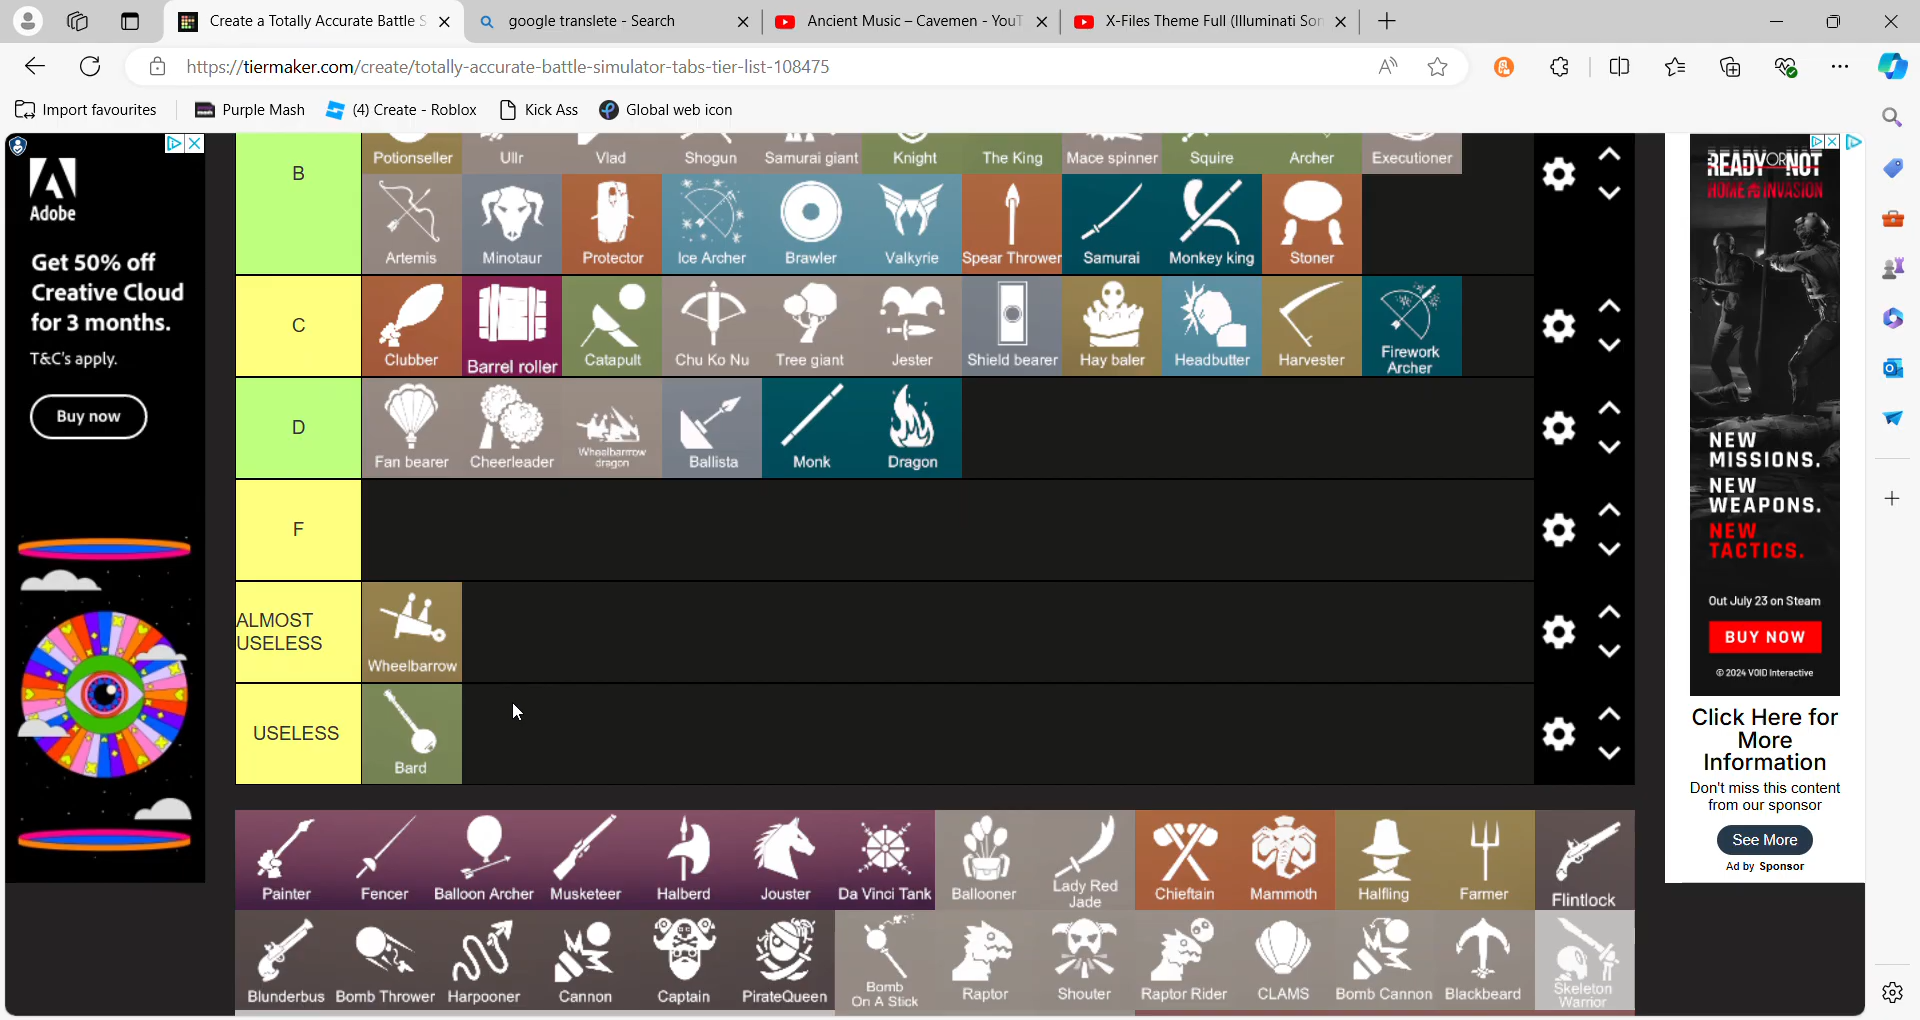 Create a Totally Accurate Battle S
google translete - Search
Ancient Music – Cavemen - YouT
X-Files Theme Full (Illuminati Son
https://tiermaker.com/create/totally-accurate-battle-simulator-tabs-tier-list-108475
Import favourites
Purple Mash
(4) Create - Roblox
Kick Ass
Global web icon
Adobe
Get 50% off
Creative Cloud
for 3 months.
T&C's apply.
Buy now
B
Potionseller
Ullr
Vlad
Shogun
Samurai giant
Knight
The King
Mace spinner
Squire
Archer
Executioner
Artemis
Minotaur
Protector
Ice Archer
Brawler
Valkyrie
Spear Thrower
Samurai
Monkey king
Stoner
C
Clubber
Barrel roller
Catapult
Chu Ko Nu
Tree giant
Jester
Shield bearer
Hay baler
Headbutter
Harvester
Firework
Archer
D
Fan bearer
Cheerleader
Wheelbarrow
dragon
Ballista
Monk
Dragon
F
ALMOST
USELESS
Wheelbarrow
USELESS
Bard
Painter
Fencer
Balloon Archer
Musketeer
Halberd
Jouster
Da Vinci Tank
Ballooner
Lady Red
Jade
Chieftain
Mammoth
Halfling
Farmer
Flintlock
Blunderbus
Bomb Thrower
Harpooner
Cannon
Captain
PirateQueen
Bomb
On A Stick
Raptor
Shouter
Raptor Rider
CLAMS
Bomb Cannon
Blackbeard
Skeleton
Warrior
READY OR NOT
HOME INVASION
NEW
MISSIONS.
NEW
WEAPONS.
NEW
TACTICS.
Out July 23 on Steam
BUY NOW
© 2024 VOID Interactive
Click Here for
More
Information
Don't miss this content
from our sponsor
See More
Ad by Sponsor